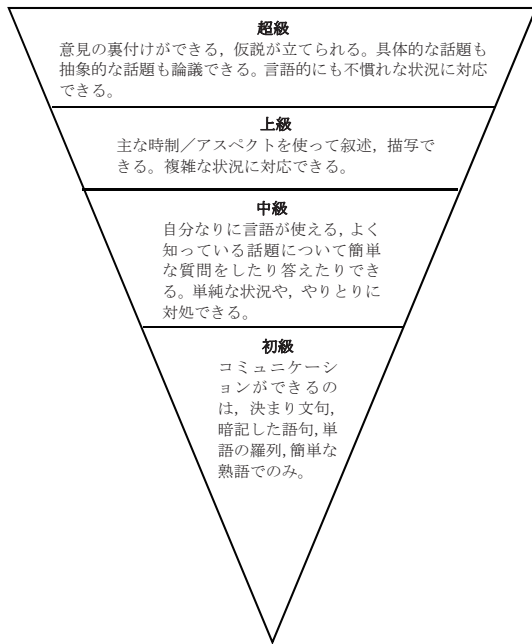 超級
意見の裏付けができる，仮説が立てられる。具体的な話題も
抽象的な話題も論議できる。言語的にも不慣れな状況に対応
できる。
上級
主な時制／アスペクトを使って叙述，描写で
きる。複雑な状況に対応できる。
中級
自分なりに言語が使える，よく
知っている話題について簡単
な質問をしたり答えたりでき
る。単純な状況や，やりとりに
対処できる。
初級
コミュニケーシ
ョンができるの
は，決まり文句，
暗記した語句，単
語の羅列，簡単な
熟語でのみ。